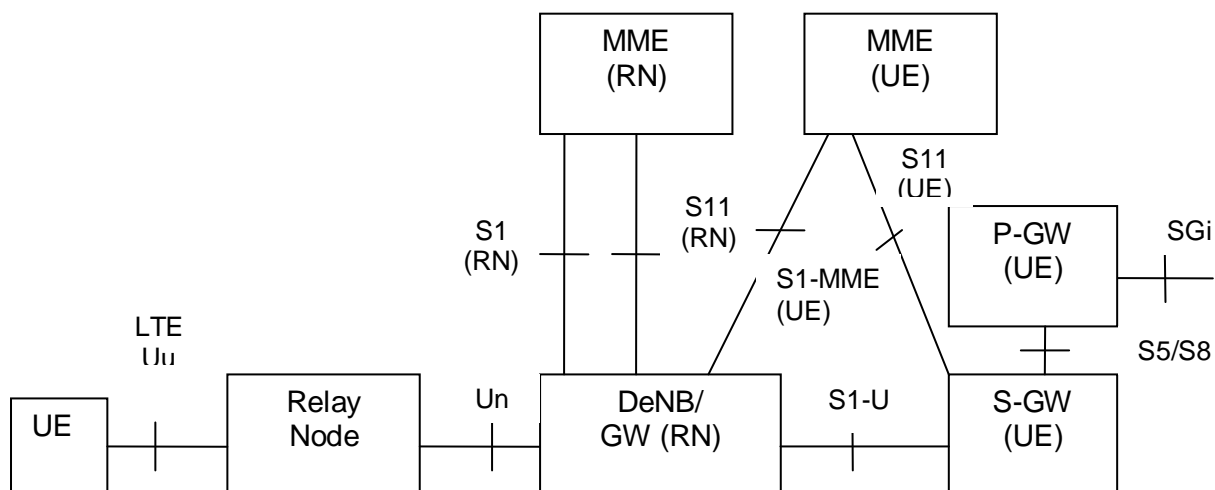 MME
(RN)
MME
(UE)
S11
(UE)
S11
(RN)
S1
(RN)
P-GW
(UE)
SGi
S1-MME
(UE)
LTE
Uu
S5/S8
UE
Relay
Node
Un
DeNB/
GW (RN)
S1-U
S-GW
(UE)